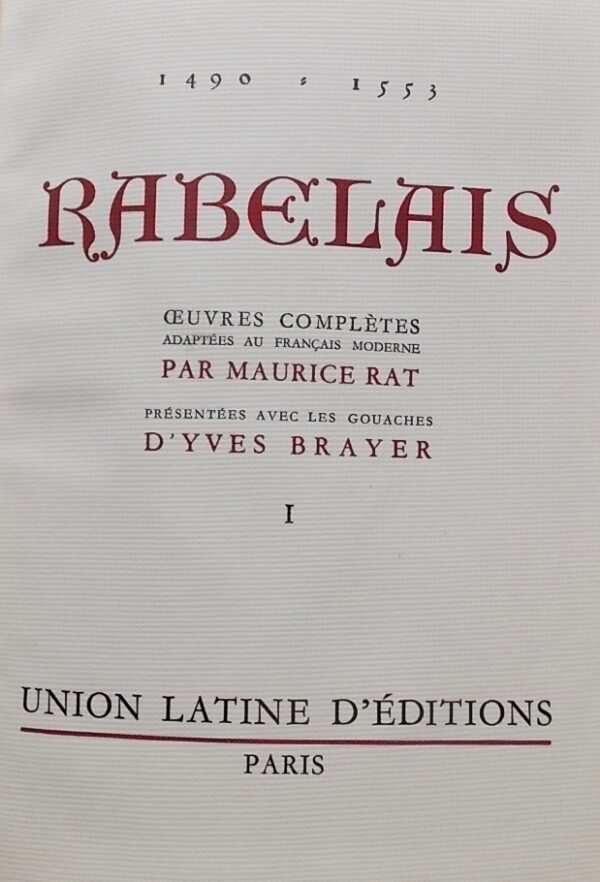 1490 - 1553
RABELAIS
ŒUVRES COMPLÈTES
ADAPTÉES AU FRANÇAIS MODERNE
PAR MAURICE RAT
PRÉSENTÉES AVEC LES GOUACHES
D'YVES BRAYER
I
UNION LATINE D'ÉDITIONS
PARIS